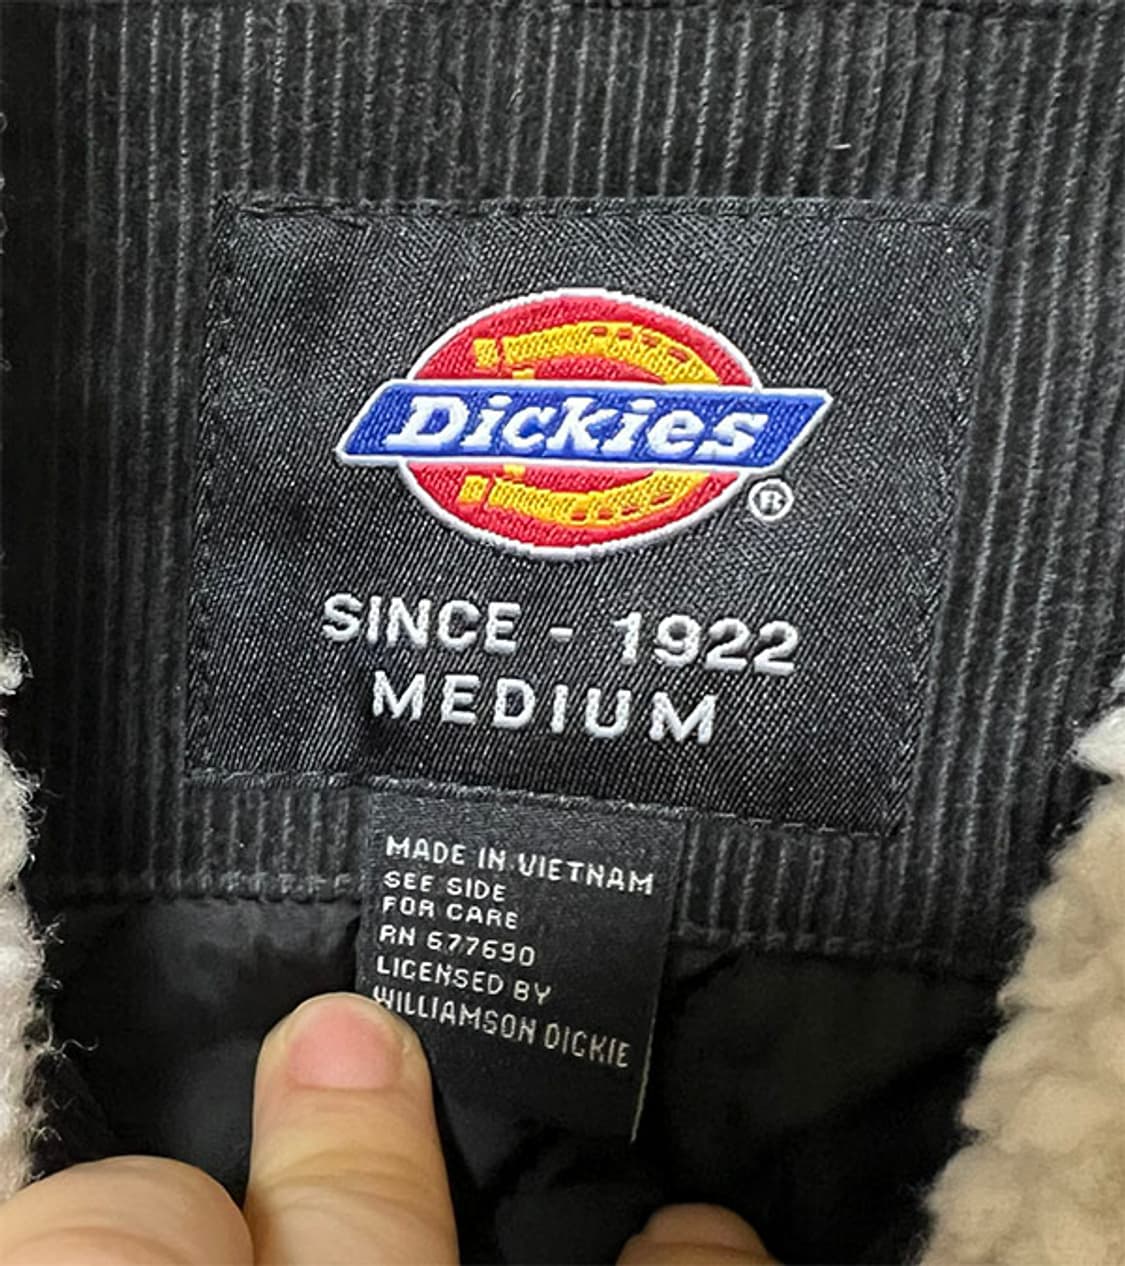 Dickies
®
SINCE - 1922
MEDIUM
MADE IN VIETNAM
SEE SIDE
FOR CARE
RN 677690
LICENSED BY
WILLIAMSON DICKIE